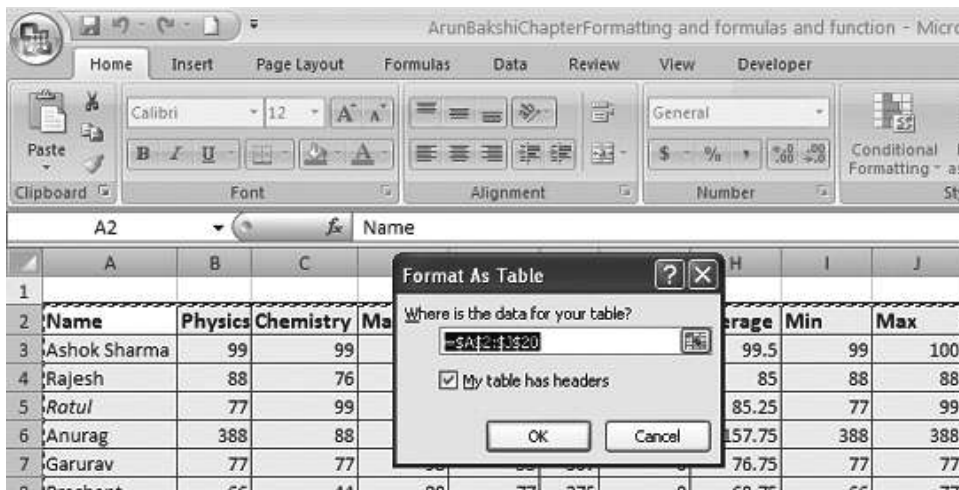 ArunBakshiChapterFormatting and formulas and function - Micro
Home Insert Page Layout Formulas Data Review View Developer
Calibri 12 A A General
Paste B I U A $ % , Conditional
Formatting
Clipboard Font Alignment Number
A2 fx Name
A B C H I J
1
2 Name Physics Chemistry Ma erage Min Max
3 Ashok Sharma 99 99 99.5 99 100
4 Rajesh 88 76 85 88 88
5 Ratul 77 99 85.25 77 99
6 Anurag 388 88 157.75 388 388
7 Garurav 77 77 76.75 77 77
Format As Table
Where is the data for your table?
=$A$2:$J$20
My table has headers
OK Cancel